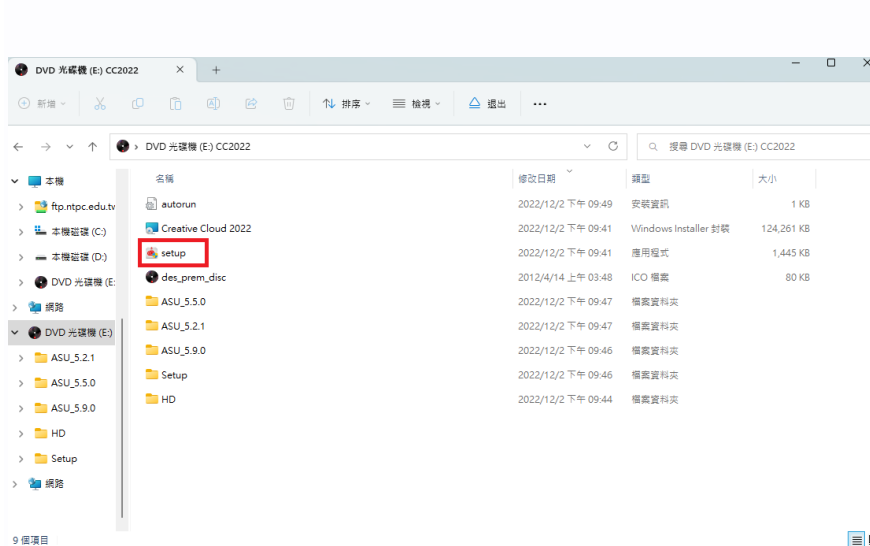 DVD 光碟機 (E:) CC2022
新增
排序
檢視
退出
DVD 光碟機 (E:) CC2022
搜尋 DVD 光碟機 (E:) CC2022
本機
ftp.ntpc.edu.tw
本機磁碟 (C:)
本機磁碟 (D:)
DVD 光碟機 (E:
網路
DVD 光碟機 (E:)
ASU_5.2.1
ASU_5.5.0
ASU_5.9.0
HD
Setup
網路
名稱 修改日期 類型 大小
autorun 2022/12/2 下午 09:49 安裝資訊 1 KB
Creative Cloud 2022 2022/12/2 下午 09:41 Windows Installer 封裝 124,261 KB
setup 2022/12/2 下午 09:41 應用程式 1,445 KB
des_prem_disc 2012/4/14 上午 03:48 ICO 檔案 80 KB
ASU_5.5.0 2022/12/2 下午 09:47 檔案資料夾
ASU_5.2.1 2022/12/2 下午 09:47 檔案資料夾
ASU_5.9.0 2022/12/2 下午 09:46 檔案資料夾
Setup 2022/12/2 下午 09:46 檔案資料夾
HD 2022/12/2 下午 09:44 檔案資料夾
9 個項目